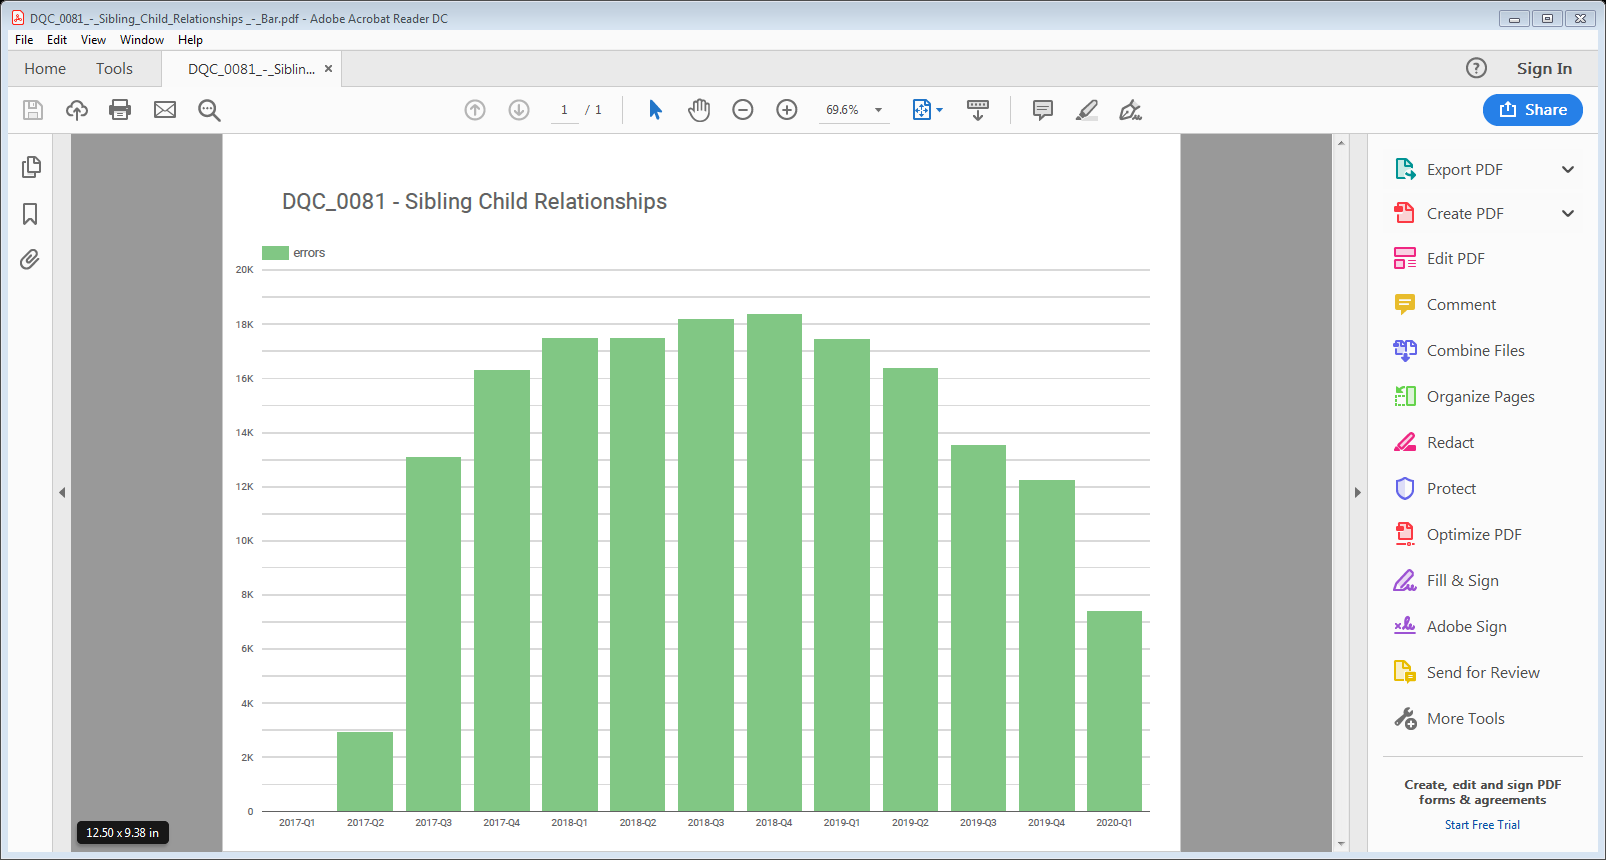 DQC_0081_-_Sibling_Child_Relationships _-_Bar.pdf - Adobe Acrobat Reader DC
File Edit View Window Help
Home Tools DQC_0081_-_Siblin... × ? Sign In
1 / 1 69.6% Share
DQC_0081 - Sibling Child Relationships
errors
20K
18K
16K
14K
12K
10K
8K
6K
4K
2K
0
2017-Q1 2017-Q2 2017-Q3 2017-Q4 2018-Q1 2018-Q2 2018-Q3 2018-Q4 2019-Q1 2019-Q2 2019-Q3 2019-Q4 2020-Q1
12.50 x 9.38 in
Export PDF
Create PDF
Edit PDF
Comment
Combine Files
Organize Pages
Redact
Protect
Optimize PDF
Fill & Sign
Adobe Sign
Send for Review
More Tools
Create, edit and sign PDF
forms & agreements
Start Free Trial